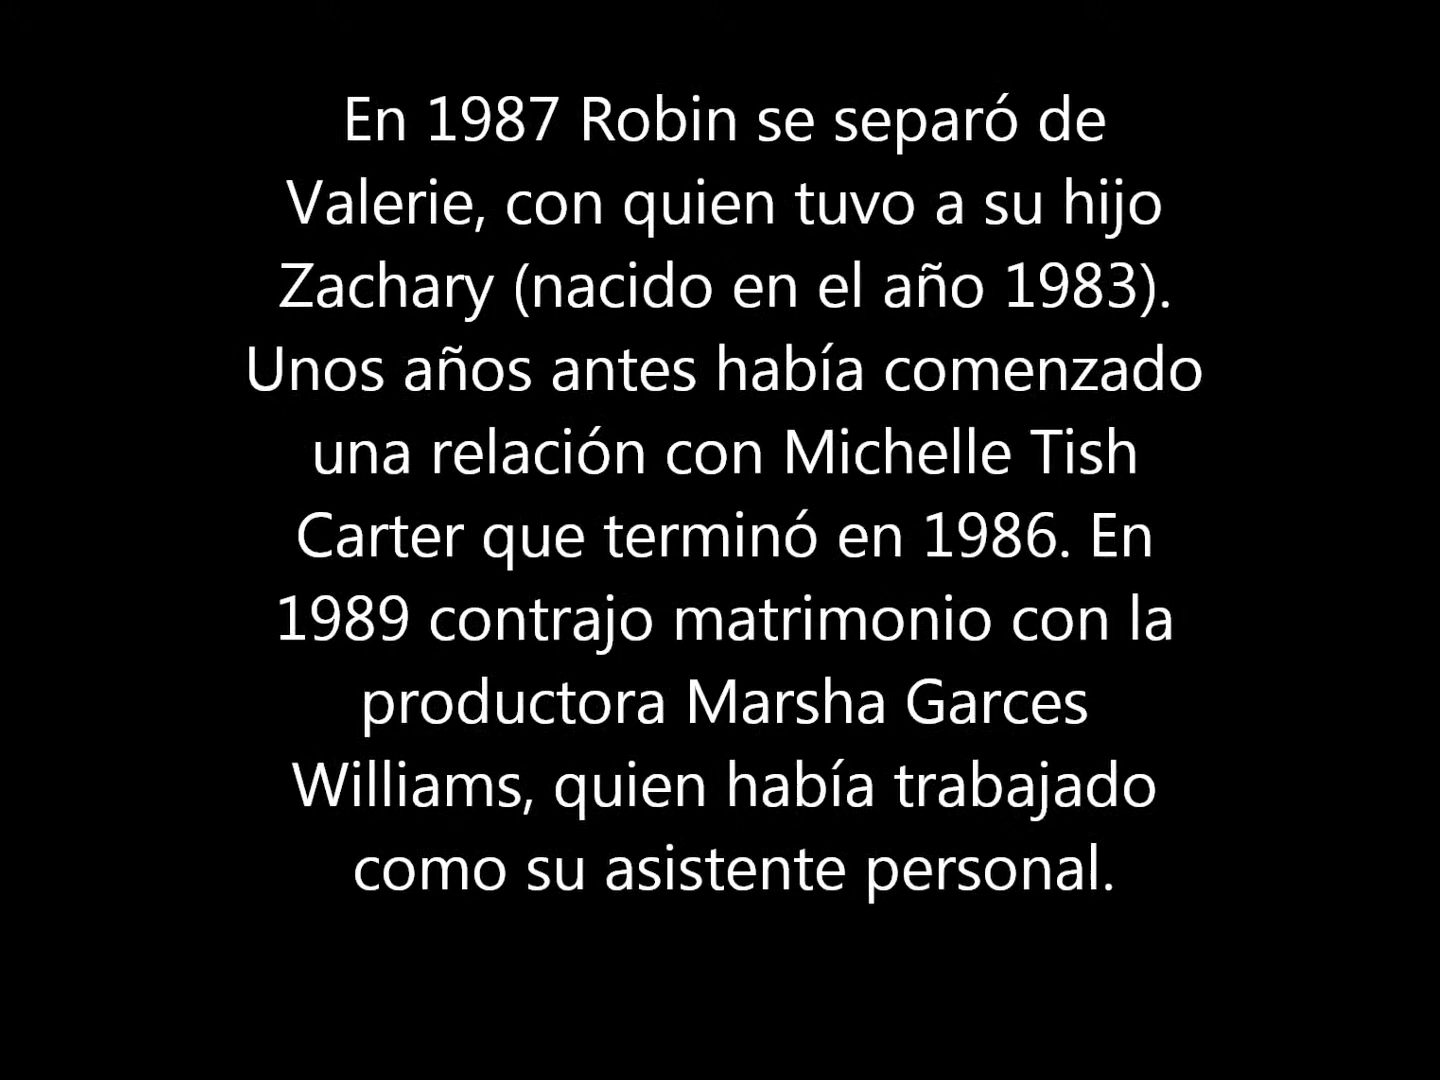 En 1987 Robin se separó de
Valerie, con quien tuvo a su hijo
Zachary (nacido en el año 1983).
Unos años antes había comenzado
una relación con Michelle Tish
Carter que terminó en 1986. En
1989 contrajo matrimonio con la
productora Marsha Garces
Williams, quien había trabajado
como su asistente personal.